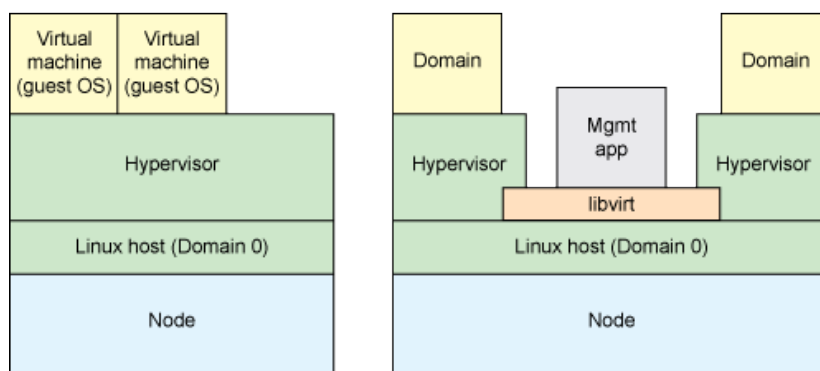 Virtual
machine
(guest OS)
Virtual
machine
(guest OS)
Hypervisor
Linux host (Domain 0)
Node
Domain
Domain
Mgmt
app
Hypervisor
Hypervisor
libvirt
Linux host (Domain 0)
Node